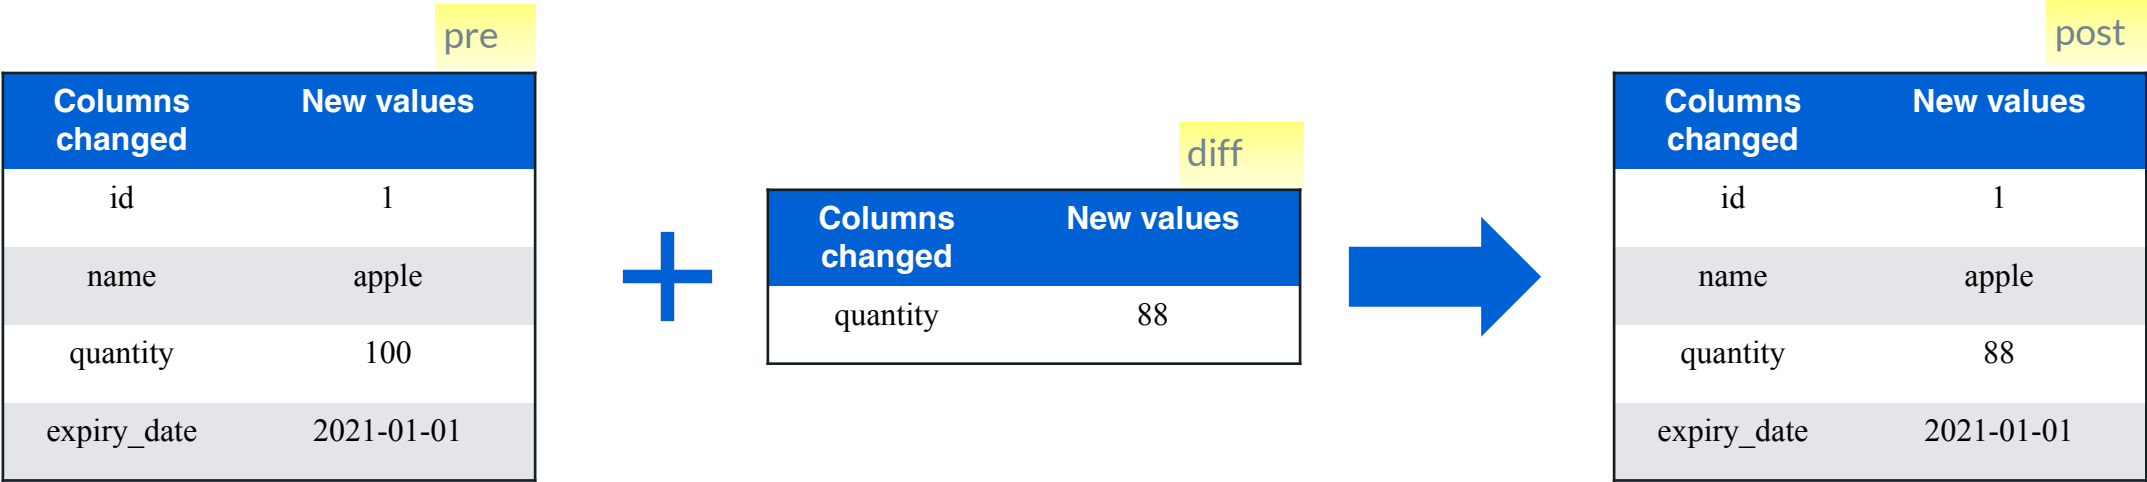 pre
Columns changed New values
id 1
name apple
quantity 100
expiry_date 2021-01-01
diff
Columns changed New values
quantity 88
post
Columns changed New values
id 1
name apple
quantity 88
expiry_date 2021-01-01